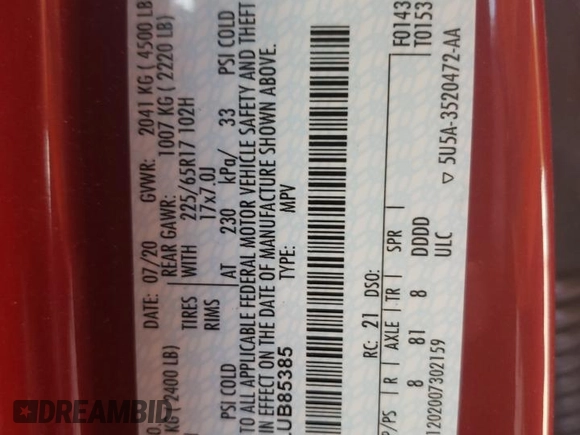 DATE: 07/20 GVWR: 2041 KG ( 4500 LB
KG ( 2400 LB) REAR GAWR: 1007 KG ( 2220 LB)
TIRES WITH 225/65R17 102H
RIMS 17x7.0J
PSI COLD AT 230 kPa/ 33 PSI COLD
TO ALL APPLICABLE FEDERAL MOTOR VEHICLE SAFETY AND THEFT
IN EFFECT ON THE DATE OF MANUFACTURE SHOWN ABOVE.
UB85385 TYPE: MPV
F0143
T0153
RC: 21 DSO:
P/PS R AXLE TR SPR
8 81 8 DDDD
1202007302159 ULC
▽ 5U5A-3520472-AA
DREAMBID